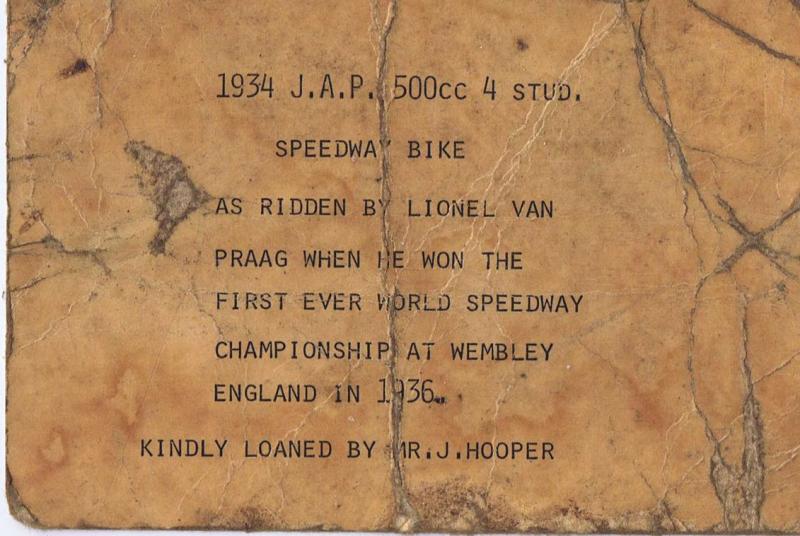 1934 J.A.P. 500cc 4 STUD.
SPEEDWAY BIKE
AS RIDDEN BY LIONEL VAN
PRAAG WHEN HE WON THE
FIRST EVER WORLD SPEEDWAY
CHAMPIONSHIP AT WEMBLEY
ENGLAND IN 1936.
KINDLY LOANED BY MR.J.HOOPER